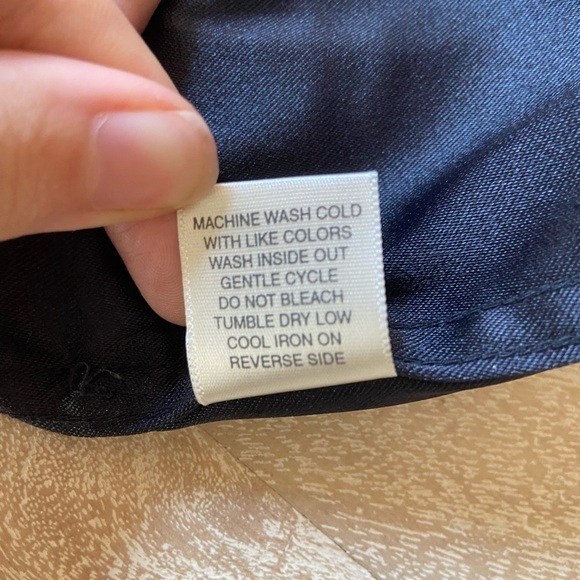 MACHINE WASH COLD
WITH LIKE COLORS
WASH INSIDE OUT
GENTLE CYCLE
DO NOT BLEACH
TUMBLE DRY LOW
COOL IRON ON
REVERSE SIDE